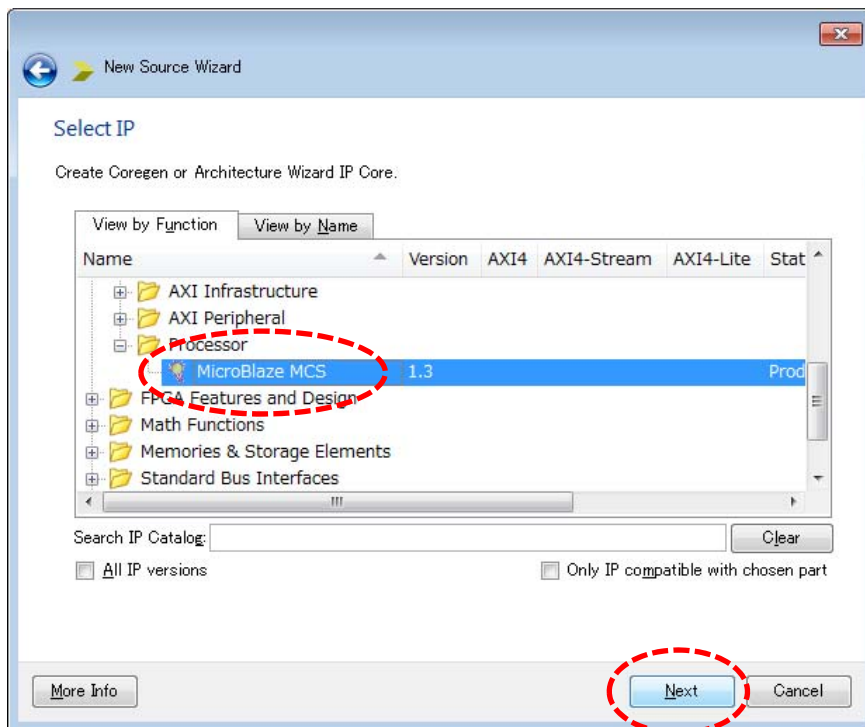 New Source Wizard
Select IP
Create Coregen or Architecture Wizard IP Core.
View by Function View by Name
Name Version AXI4 AXI4-Stream AXI4-Lite Stat
AXI Infrastructure
AXI Peripheral
Processor
MicroBlaze MCS 1.3 Prod
FPGA Features and Design
Math Functions
Memories & Storage Elements
Standard Bus Interfaces
Search IP Catalog: Clear
All IP versions Only IP compatible with chosen part
More Info Next Cancel